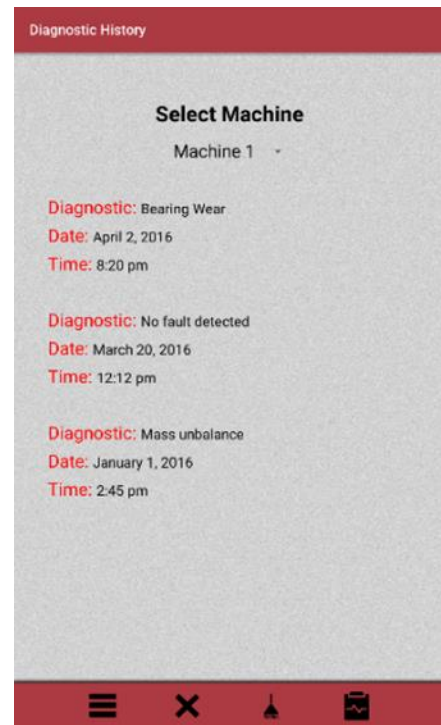 Diagnostic History
Select Machine
Machine 1
Diagnostic: Bearing Wear
Date: April 2, 2016
Time: 8:20 pm
Diagnostic: No fault detected
Date: March 20, 2016
Time: 12:12 pm
Diagnostic: Mass unbalance
Date: January 1, 2016
Time: 2:45 pm